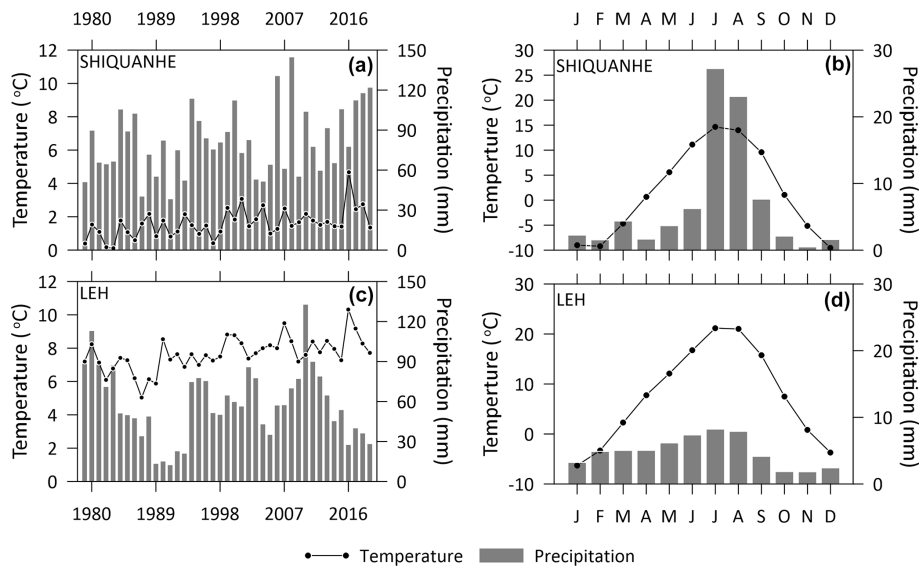 1980 1989 1998 2007 2016
J F M A M J J A S O N D
SHIQUANHE
(a)
Temperature (°C)
12
10
8
6
4
2
0
Precipitation (mm)
150
120
90
60
30
0
SHIQUANHE
(b)
Temperture (°C)
30
25
20
15
10
5
0
-5
-10
Precipitation (mm)
30
20
10
0
LEH
(c)
Temperature (°C)
12
10
8
6
4
2
0
Precipitation (mm)
150
120
90
60
30
0
LEH
(d)
Temperture (°C)
30
20
10
0
-10
Precipitation (mm)
30
20
10
0
1980 1989 1998 2007 2016
J F M A M J J A S O N D
Temperature Precipitation